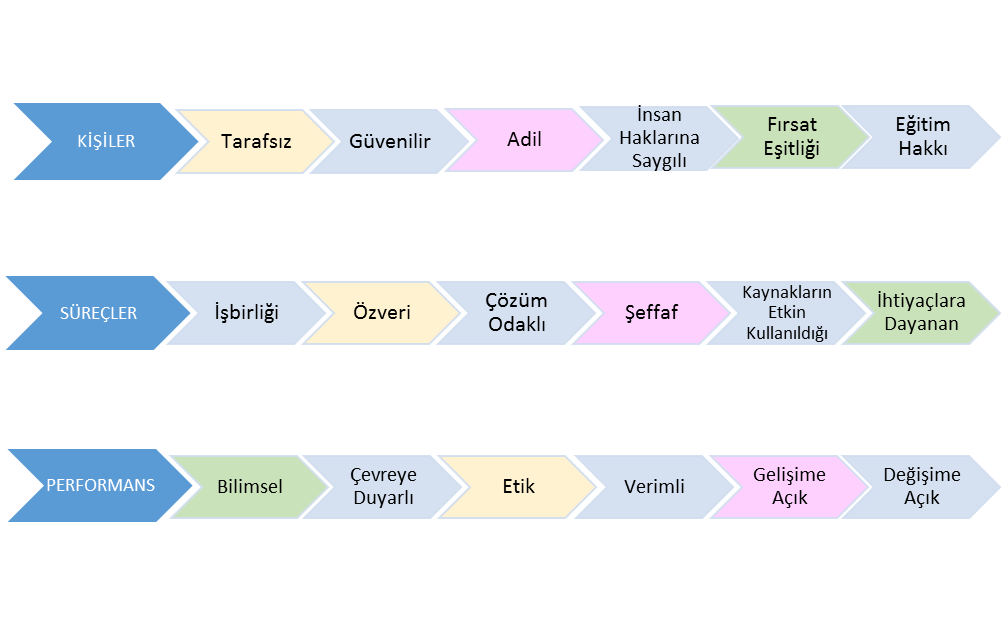 KİŞİLER
Tarafsız
Güvenilir
Adil
İnsan
Haklarına
Saygılı
Fırsat
Eşitliği
Eğitim
Hakkı
SÜREÇLER
İşbirliği
Özveri
Çözüm
Odaklı
Şeffaf
Kaynakların
Etkin
Kullanıldığı
İhtiyaçlara
Dayanan
PERFORMANS
Bilimsel
Çevreye
Duyarlı
Etik
Verimli
Gelişime
Açık
Değişime
Açık